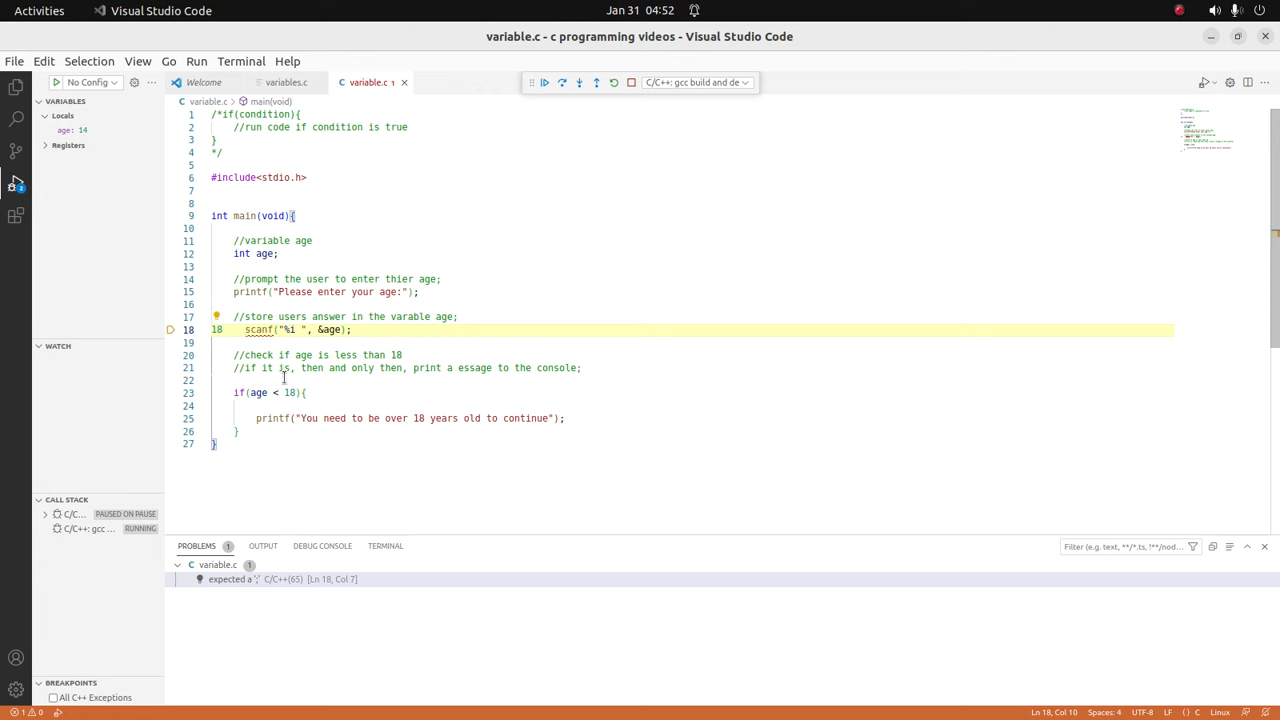 Activities Visual Studio Code Jan 31 04:52
variable.c - c programming videos - Visual Studio Code
File Edit Selection View Go Run Terminal Help
No Config ... Welcome variables.c variable.c 1 C/C++: gcc build and de
VARIABLES
Locals
age: 14
Registers
variable.c > main(void)
1 /*if(condition){
2 //run code if condition is true
3 }
4 */
5
6 #include<stdio.h>
7
8
9 int main(void){
10
11 //variable age
12 int age;
13
14 //prompt the user to enter thier age;
15 printf("Please enter your age:");
16
17 //store users answer in the varable age;
18 18 scanf("%i ", &age);
19
20 //check if age is less than 18
21 //if it is, then and only then, print a essage to the console;
22
23 if(age < 18){
24
25 printf("You need to be over 18 years old to continue");
26 }
27 }
WATCH
CALL STACK
C/C... PAUSED ON PAUSE
C/C++: gcc ... RUNNING
BREAKPOINTS
All C++ Exceptions
2
PROBLEMS 1 OUTPUT DEBUG CONSOLE TERMINAL Filter (e.g. text, **/*.ts, !**/nod...
variable.c 1
expected a ';' C/C++(65) [Ln 18, Col 7]
1 0 Ln 18, Col 10 Spaces: 4 UTF-8 LF { } C Linux